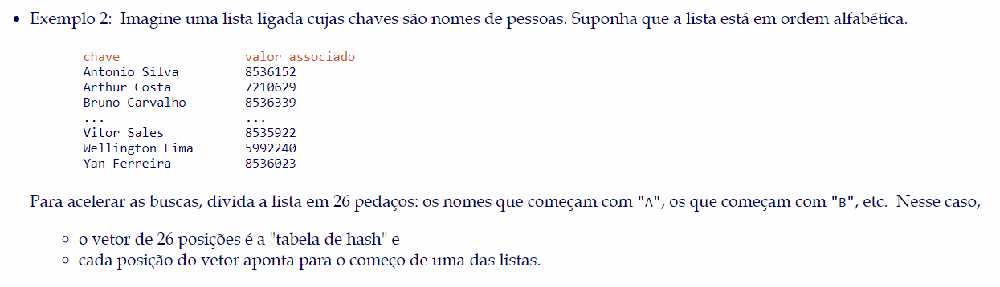 • Exemplo 2:  Imagine uma lista ligada cujas chaves são nomes de pessoas. Suponha que a lista está em ordem alfabética.
chave valor associado
Antonio Silva 8536152
Arthur Costa 7210629
Bruno Carvalho 8536339
... ...
Vitor Sales 8535922
Wellington Lima 5992240
Yan Ferreira 8536023
Para acelerar as buscas, divida a lista em 26 pedaços: os nomes que começam com "A", os que começam com "B", etc.  Nesse caso,
◦ o vetor de 26 posições é a "tabela de hash" e
◦ cada posição do vetor aponta para o começo de uma das listas.